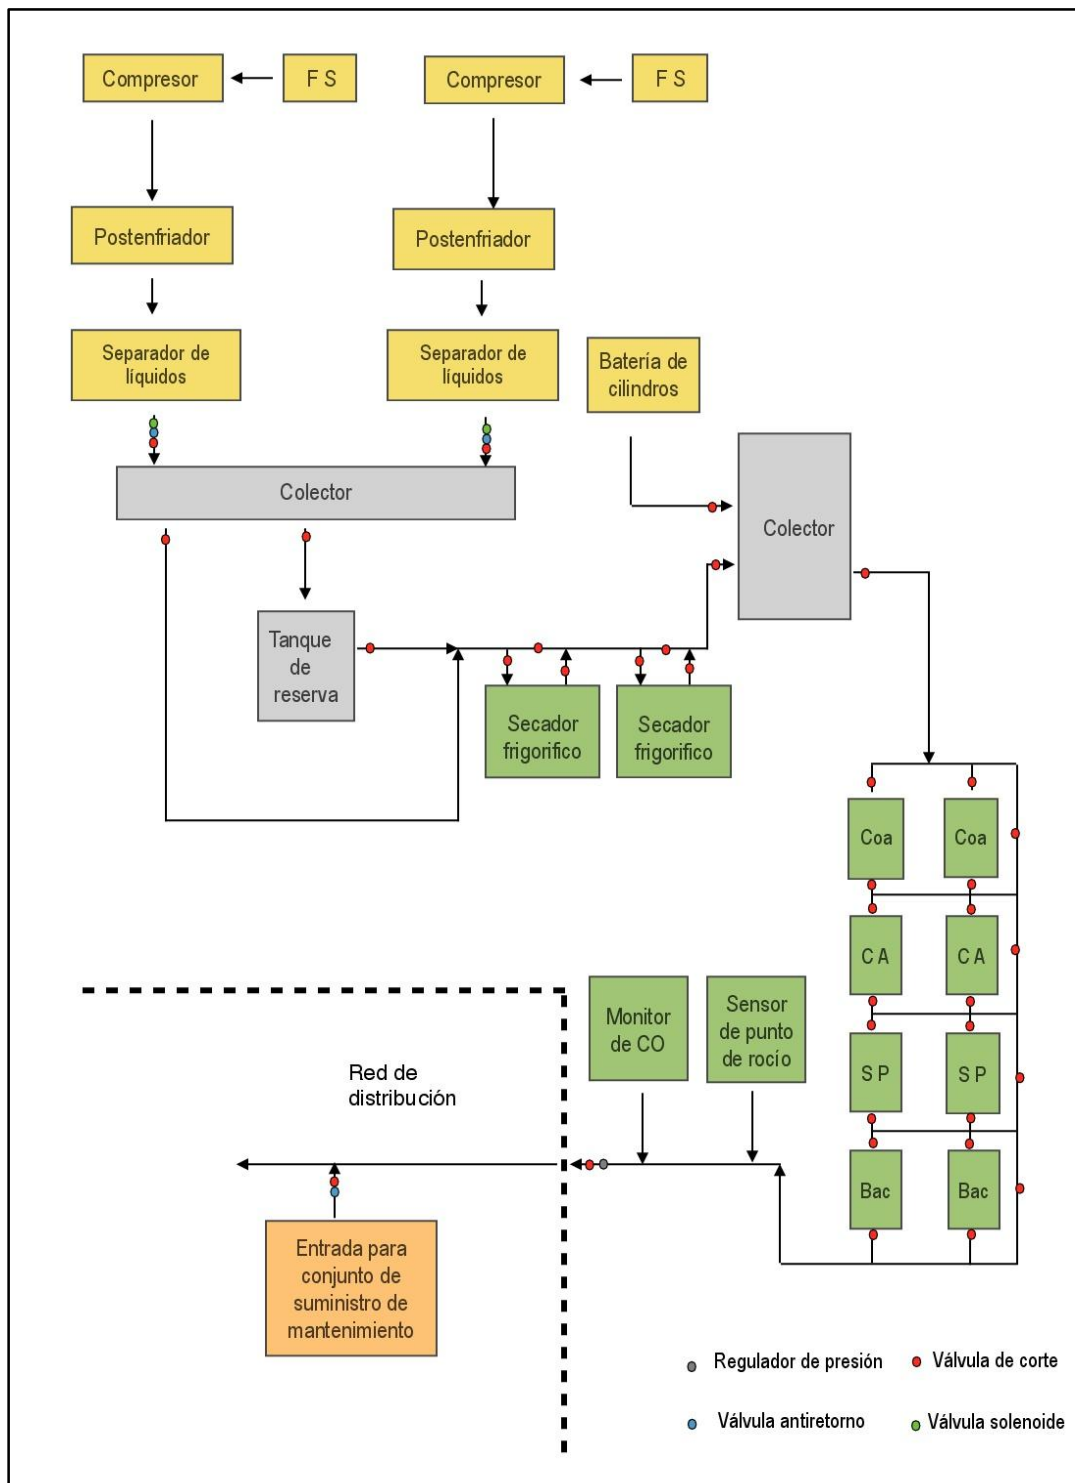 Compresor
F S
Compresor
F S
Postenfriador
Postenfriador
Separador de
líquidos
Separador de
líquidos
Batería de
cilindros
Colector
Colector
Tanque
de
reserva
Secador
frigorifico
Secador
frigorifico
Coa
Coa
C A
C A
S P
S P
Bac
Bac
Monitor
de CO
Sensor
de punto
de rocío
Red de
distribución
Entrada para
conjunto de
suministro de
mantenimiento
Regulador de presión
Válvula de corte
Válvula antiretorno
Válvula solenoide